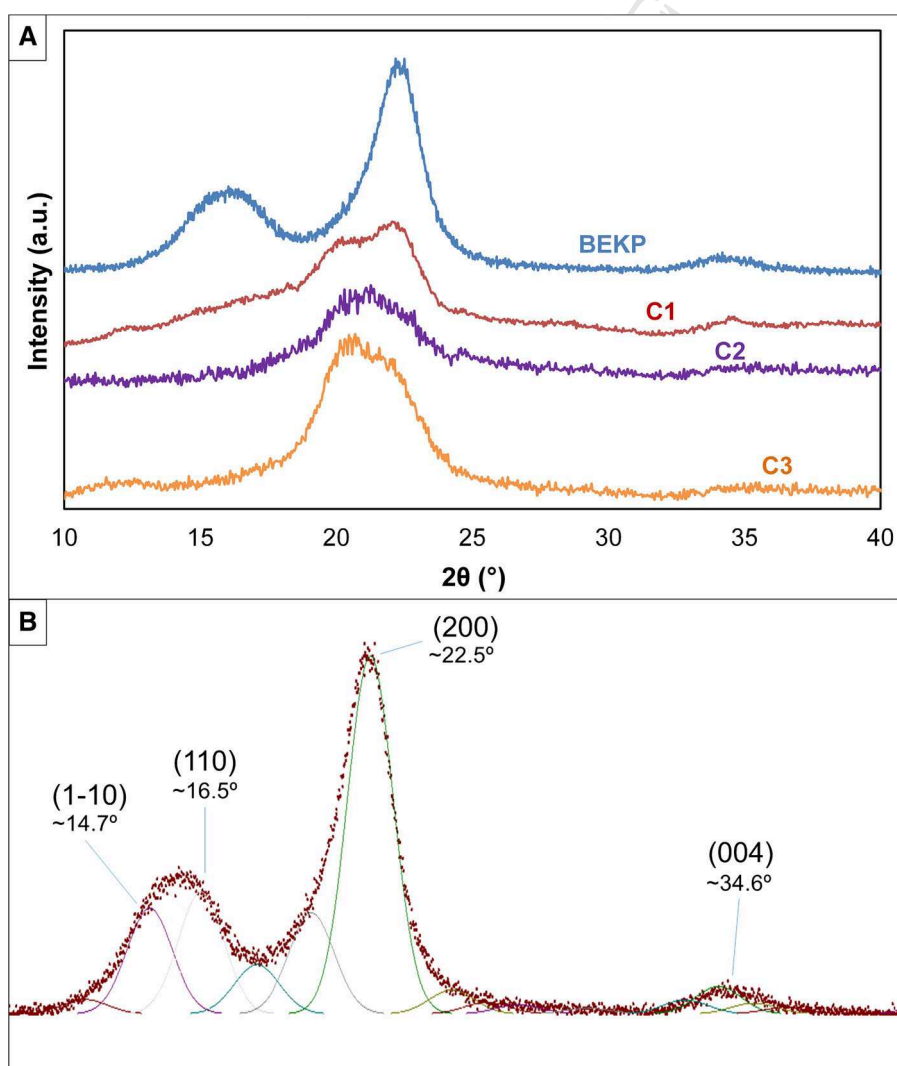 A
Intensity (a.u.)
BEKP
C1
C2
C3
10 15 20 25 30 35 40
2θ (°)
B
(200)
~22.5º
(110)
~16.5º
(1-10)
~14.7º
(004)
~34.6º